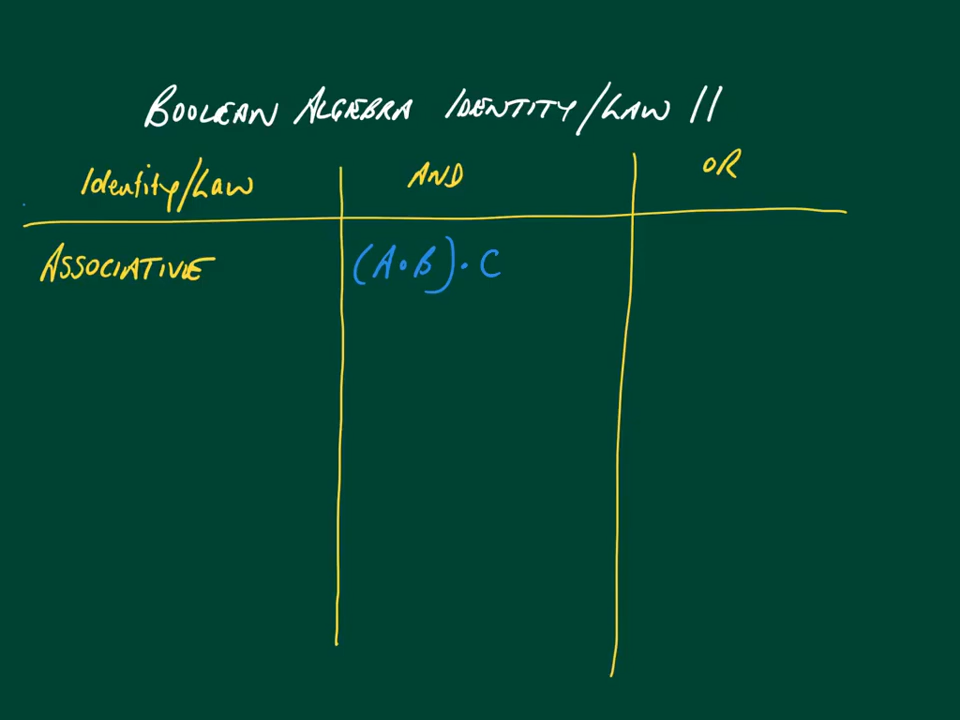 BOOLEAN ALGEBRA IDENTITY/LAW II
Identity/Law AND OR
ASSOCIATIVE (A•B)•C